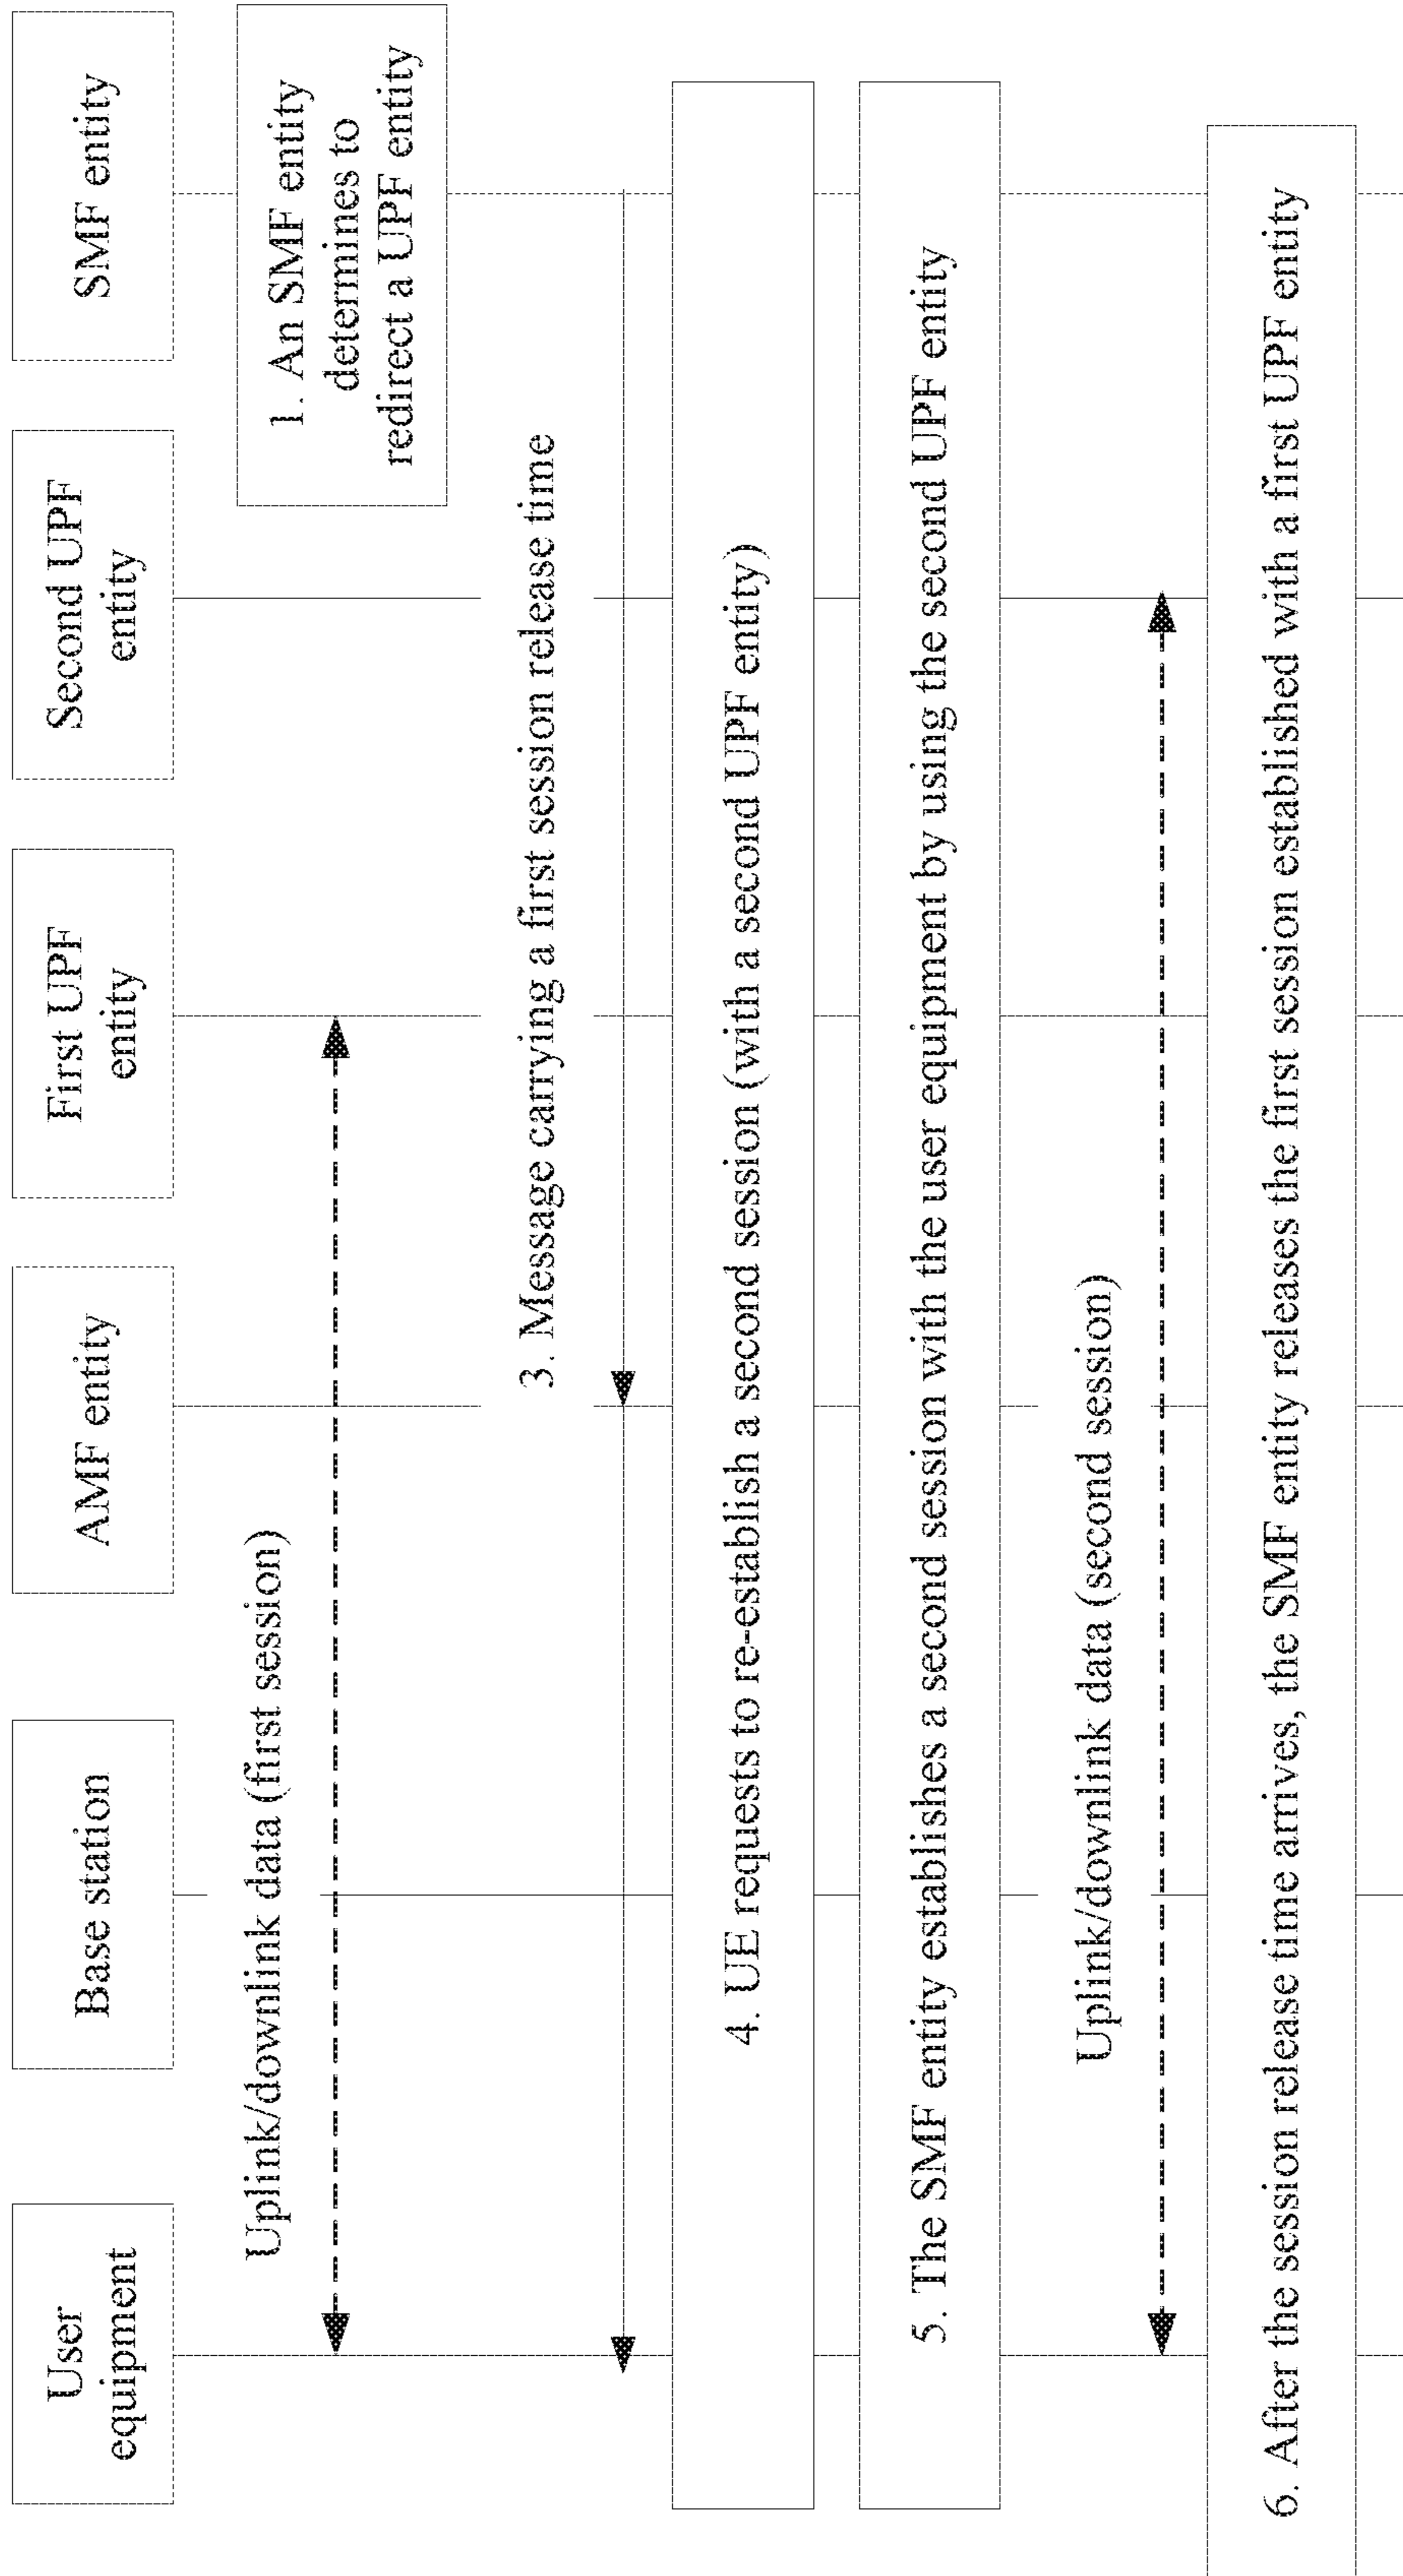 User
equipment
Base station
AMF entity
First UPF
entity
Second UPF
entity
SMF entity
Uplink/downlink data (first session)
1. An SMF entity
determines to
redirect a UPF entity
3. Message carrying a first session release time
4. UE requests to re-establish a second session (with a second UPF entity)
5. The SMF entity establishes a second session with the user equipment by using the second UPF entity
Uplink/downlink data (second session)
6. After the session release time arrives, the SMF entity releases the first session established with a first UPF entity